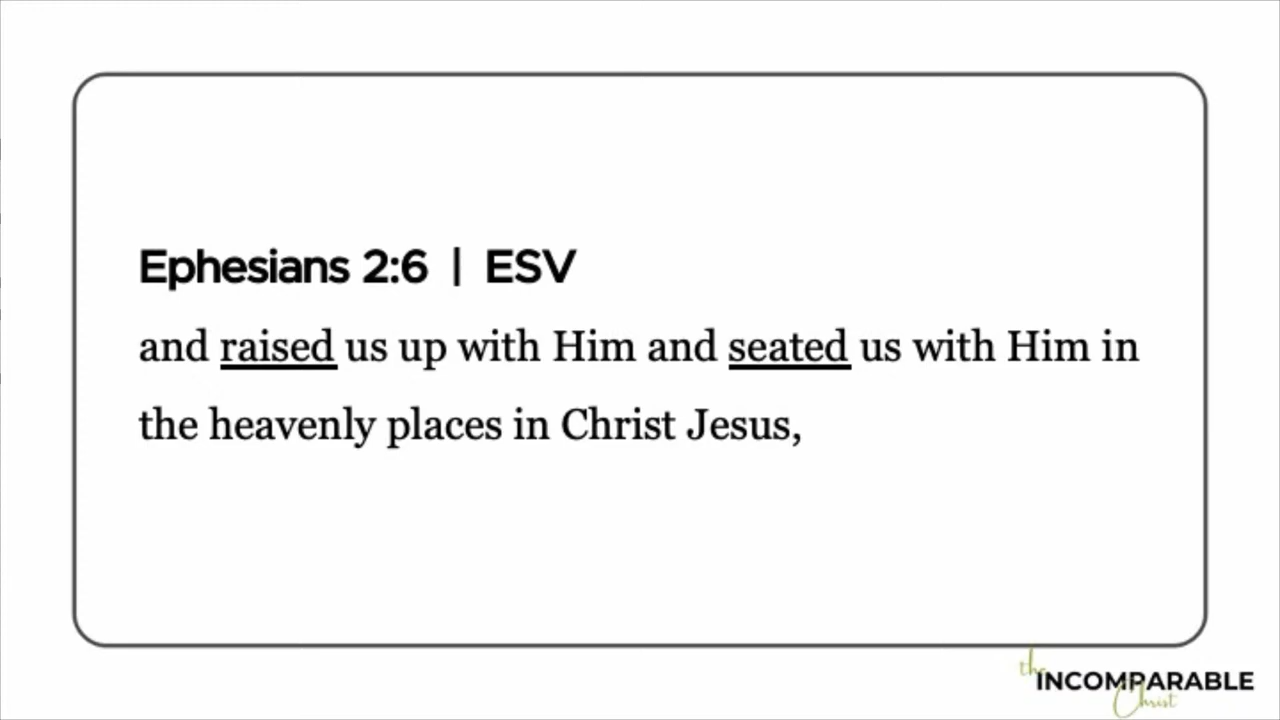 Ephesians 2:6 | ESV
and raised us up with Him and seated us with Him in
the heavenly places in Christ Jesus,
the
INCOMPARABLE
Christ